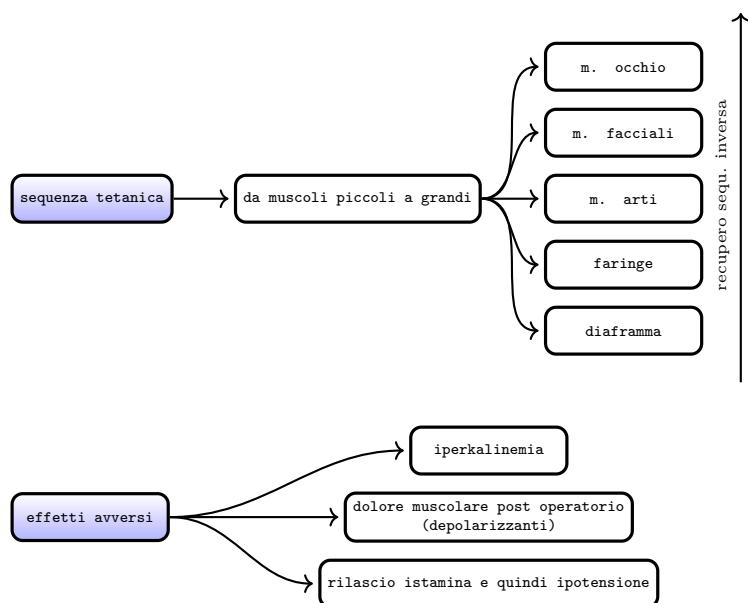 m. occhio
m. facciali
sequenza tetanica
da muscoli piccoli a grandi
m. arti
faringe
diaframma
recupero sequ. inversa
iperkalinemia
effetti avversi
dolore muscolare post operatorio
(depolarizzanti)
rilascio istamina e quindi ipotensione